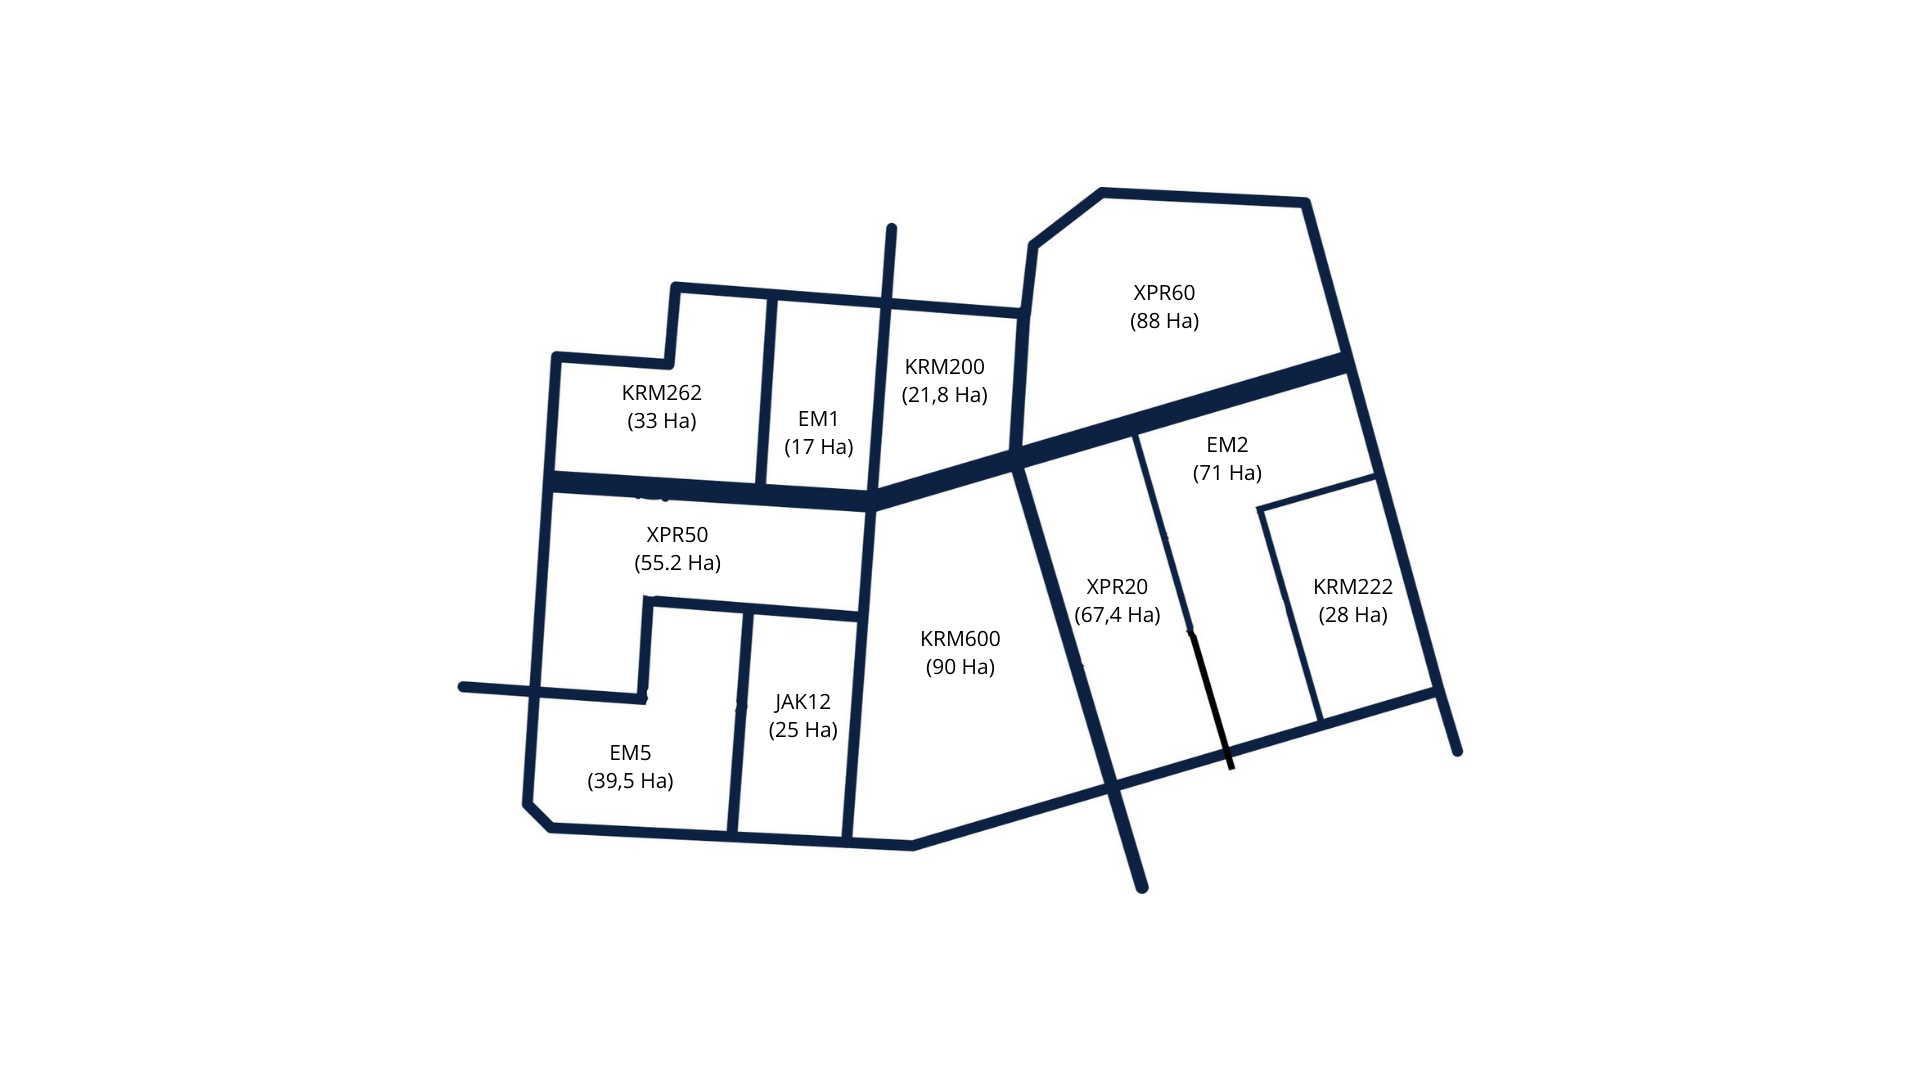 XPR60
(88 Ha)
KRM200
(21,8 Ha)
KRM262
(33 Ha)
EM1
(17 Ha)
EM2
(71 Ha)
XPR50
(55.2 Ha)
XPR20
(67,4 Ha)
KRM222
(28 Ha)
KRM600
(90 Ha)
JAK12
(25 Ha)
EM5
(39,5 Ha)